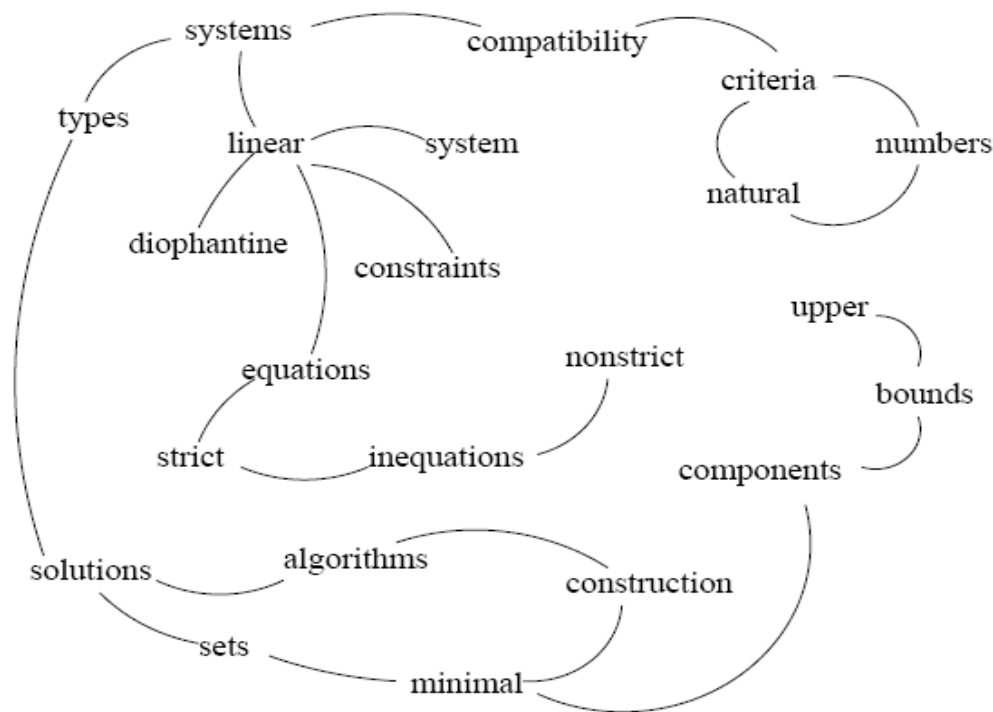 systems
compatibility
criteria
types
linear
system
numbers
natural
diophantine
constraints
upper
equations
nonstrict
bounds
strict
inequations
components
solutions
algorithms
construction
sets
minimal